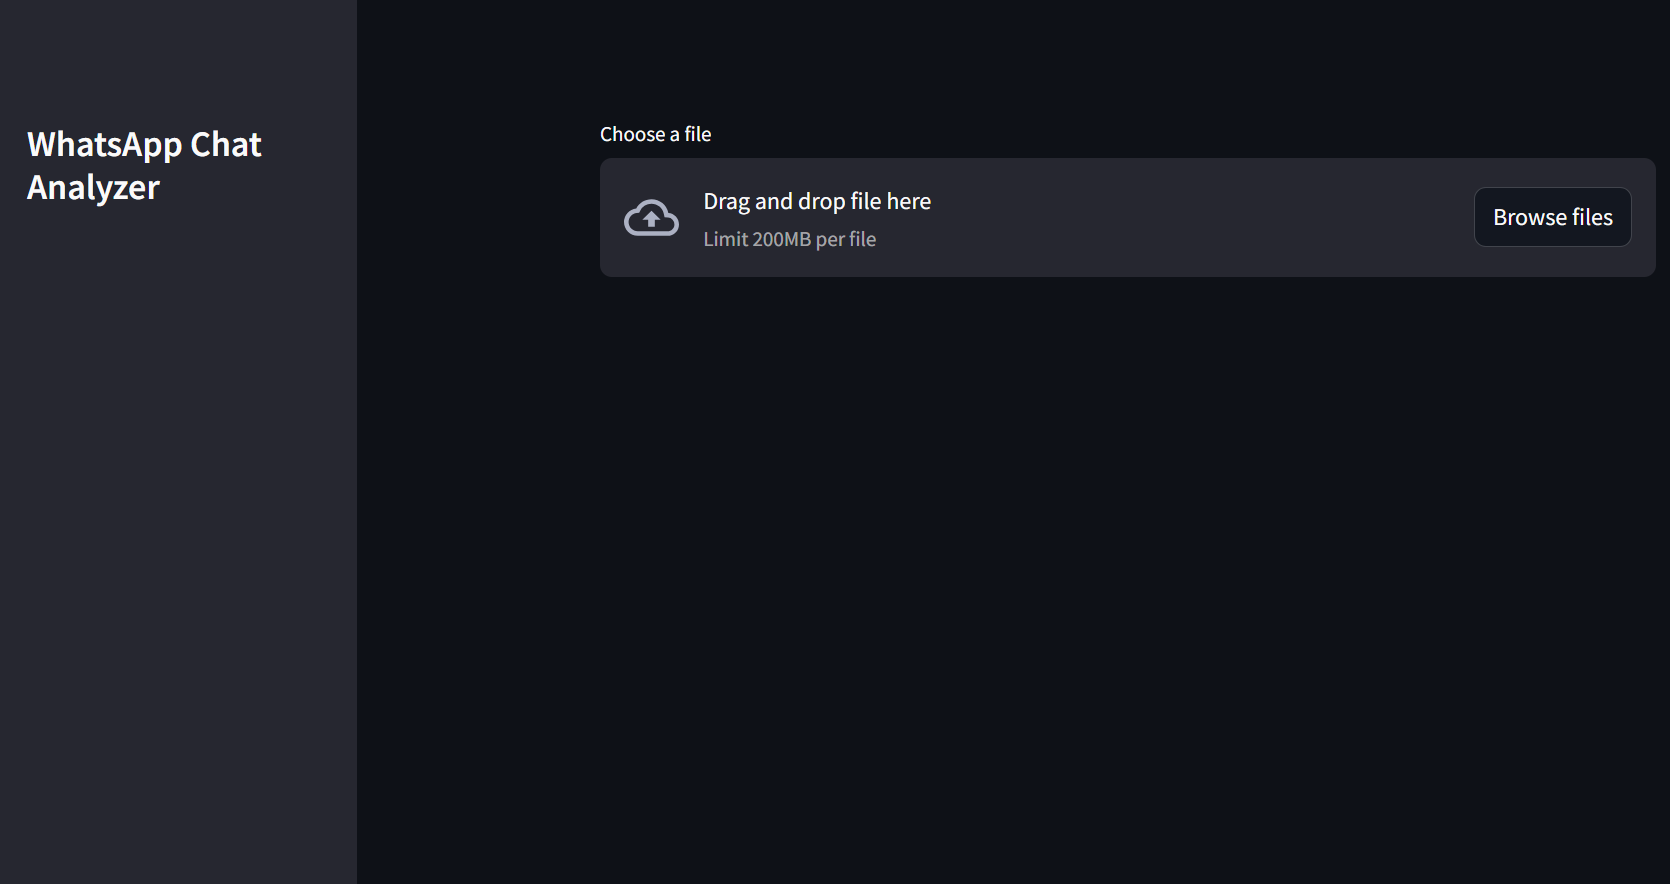 WhatsApp Chat
Analyzer
Choose a file
Drag and drop file here
Limit 200MB per file
Browse files